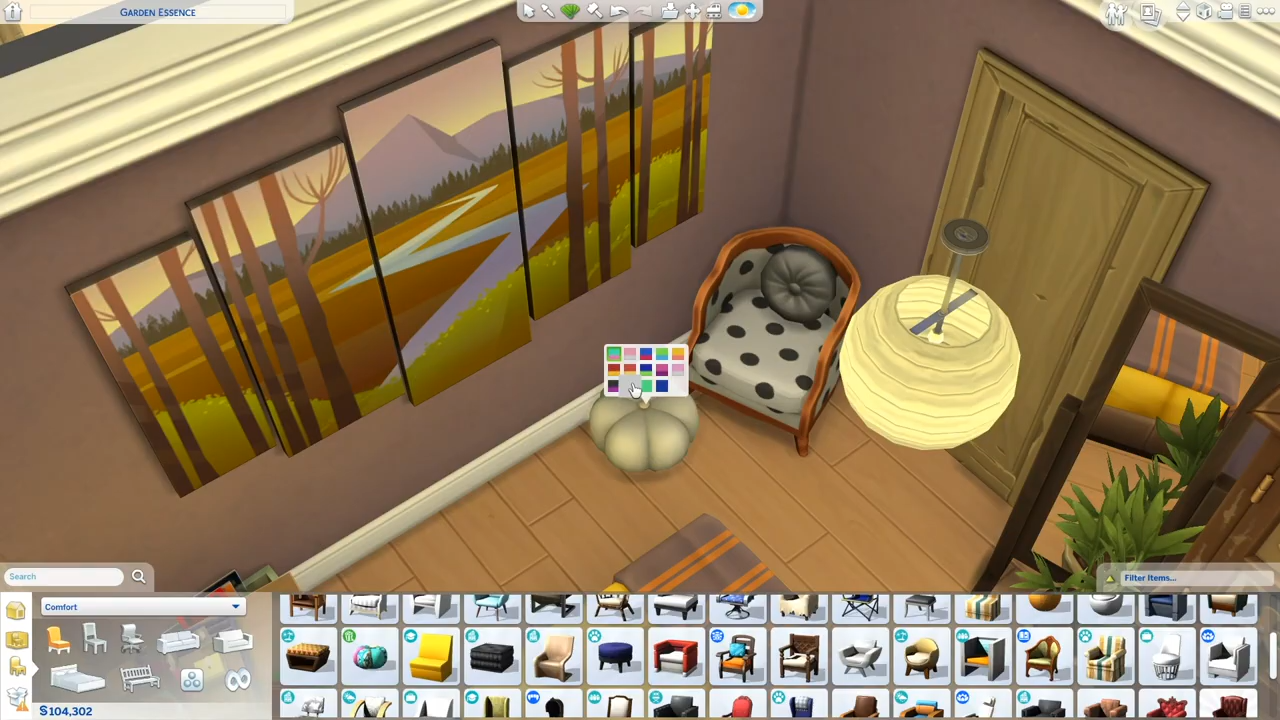 GARDEN ESSENCE
Search
Filter Items...
Comfort
§104,302